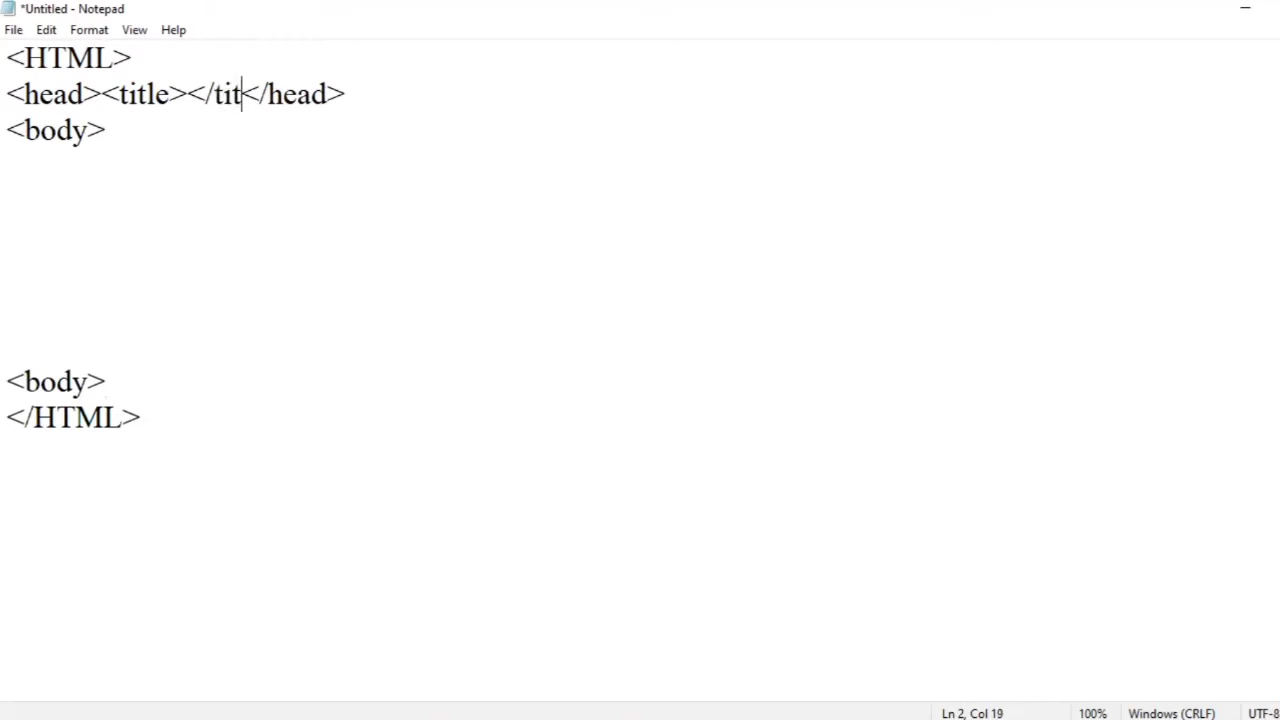 *Untitled - Notepad
File Edit Format View Help
<HTML>
<head><title></tit</head>
<body>
<body>
</HTML>
Ln 2, Col 19 100% Windows (CRLF) UTF-8